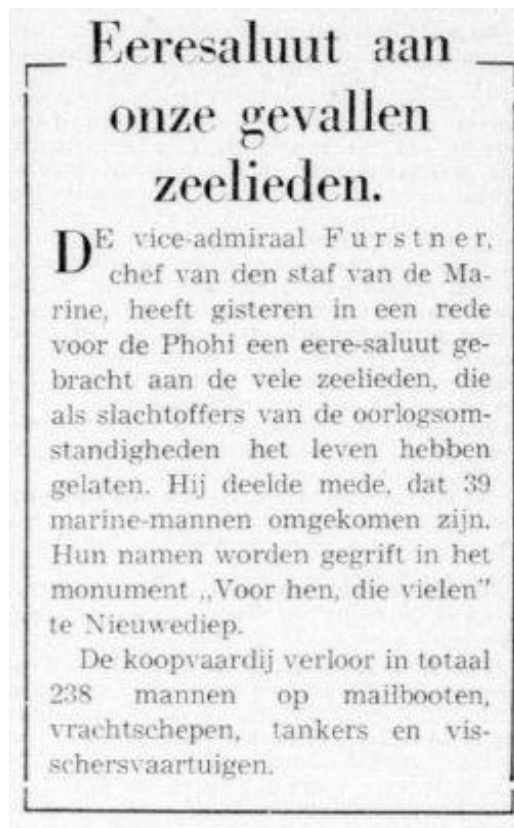 Eeresaluut aan
onze gevallen
zeelieden.
DE vice-admiraal Furstner,
chef van den staf van de Ma-
rine, heeft gisteren in een rede
voor de Phohi een eere-saluut ge-
bracht aan de vele zeelieden, die
als slachtoffers van de oorlogsom-
standigheden het leven hebben
gelaten. Hij deelde mede, dat 39
marine-mannen omgekomen zijn.
Hun namen worden gegrift in het
monument „Voor hen, die vielen”
te Nieuwediep.
De koopvaardij verloor in totaal
238 mannen op mailbooten,
vrachtschepen, tankers en vis-
schersvaartuigen.